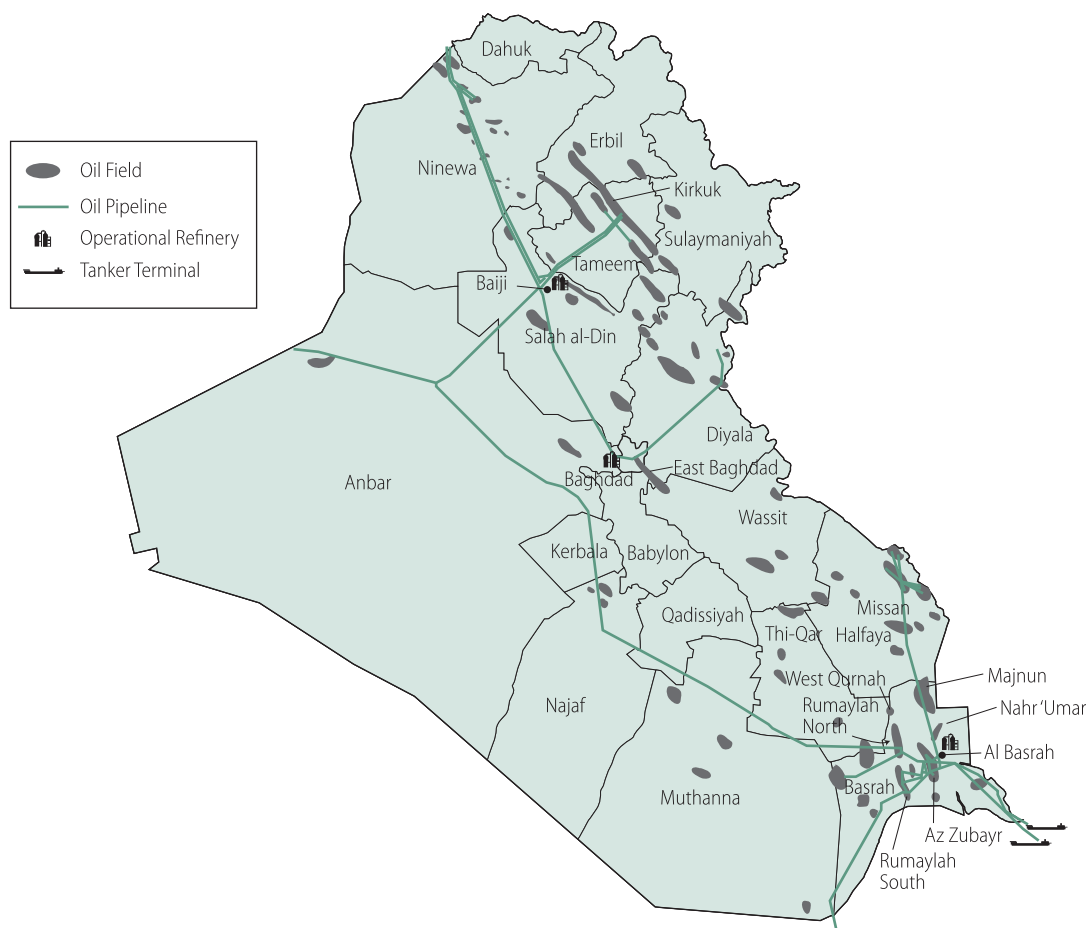 Dahuk
Erbil
Oil Field
Ninewa
Kirkuk
Oil Pipeline
Operational Refinery
Sulaymaniyah
Tameem
Tanker Terminal
Baiji
Salah al-Din
Diyala
East Baghdad
Baghdad
Anbar
Wassit
Kerbala
Babylon
Missan
Qadissiyah
Thi-Qar
Halfaya
West Qurnah
Majnun
Najaf
Rumaylah
North
Nahr ‘Umar
Al Basrah
Basrah
Muthanna
Az Zubayr
Rumaylah
South